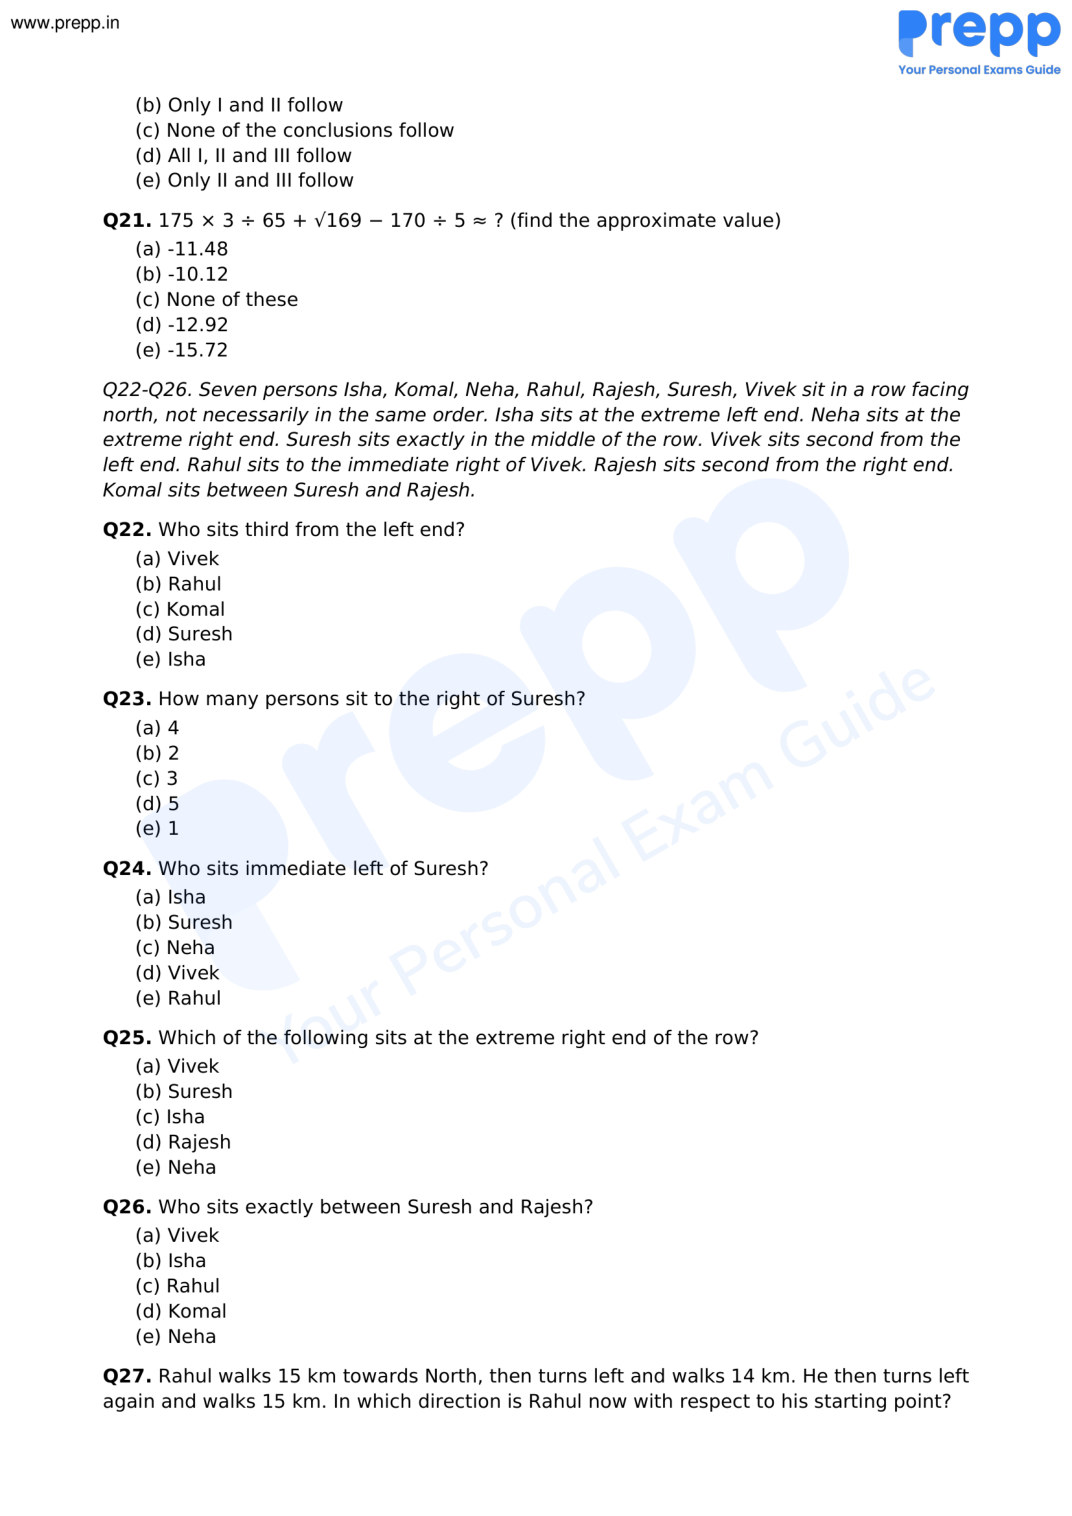 www.prepp.in
prepp
Your Personal Exams Guide
(b) Only I and II follow
(c) None of the conclusions follow
(d) All I, II and III follow
(e) Only II and III follow
Q21. 175 × 3 ÷ 65 + √169 − 170 ÷ 5 ≈ ? (find the approximate value)
(a) -11.48
(b) -10.12
(c) None of these
(d) -12.92
(e) -15.72
Q22-Q26. Seven persons Isha, Komal, Neha, Rahul, Rajesh, Suresh, Vivek sit in a row facing
north, not necessarily in the same order. Isha sits at the extreme left end. Neha sits at the
extreme right end. Suresh sits exactly in the middle of the row. Vivek sits second from the
left end. Rahul sits to the immediate right of Vivek. Rajesh sits second from the right end.
Komal sits between Suresh and Rajesh.
Q22. Who sits third from the left end?
(a) Vivek
(b) Rahul
(c) Komal
(d) Suresh
(e) Isha
Q23. How many persons sit to the right of Suresh?
(a) 4
(b) 2
(c) 3
(d) 5
(e) 1
Q24. Who sits immediate left of Suresh?
(a) Isha
(b) Suresh
(c) Neha
(d) Vivek
(e) Rahul
Q25. Which of the following sits at the extreme right end of the row?
(a) Vivek
(b) Suresh
(c) Isha
(d) Rajesh
(e) Neha
Q26. Who sits exactly between Suresh and Rajesh?
(a) Vivek
(b) Isha
(c) Rahul
(d) Komal
(e) Neha
Q27. Rahul walks 15 km towards North, then turns left and walks 14 km. He then turns left
again and walks 15 km. In which direction is Rahul now with respect to his starting point?
prepp
Your Personal Exam Guide